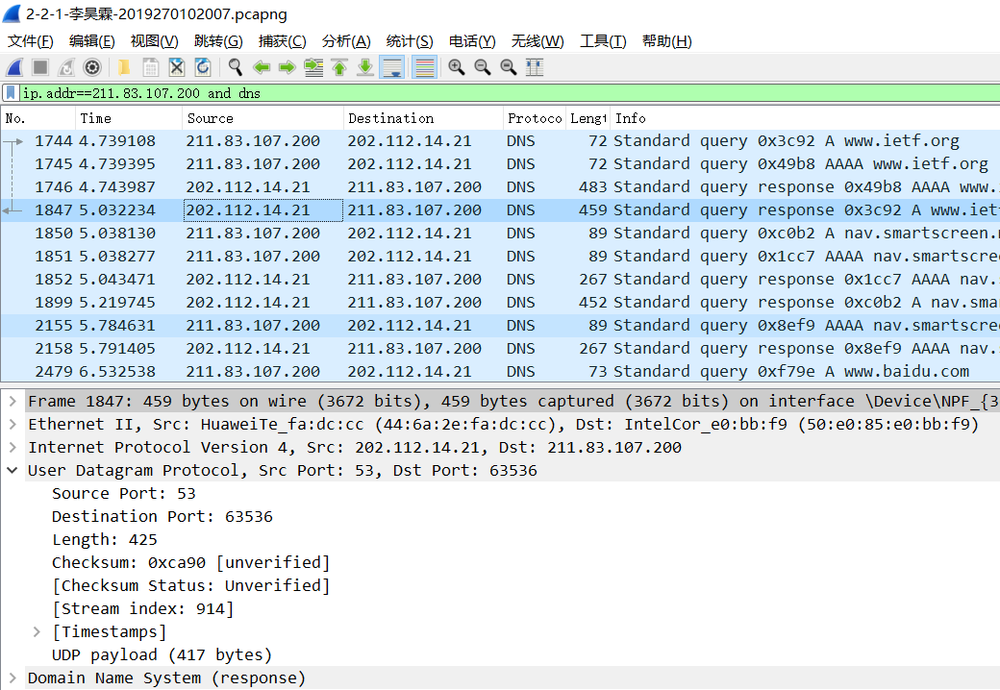 2-2-1-李昊霖-2019270102007.pcapng
文件(F) 编辑(E) 视图(V) 跳转(G) 捕获(C) 分析(A) 统计(S) 电话(Y) 无线(W) 工具(T) 帮助(H)
ip.addr==211.83.107.200 and dns
No. Time Source Destination Protoco Lengt Info
1744 4.739108 211.83.107.200 202.112.14.21 DNS 72 Standard query 0x3c92 A www.ietf.org
1745 4.739395 211.83.107.200 202.112.14.21 DNS 72 Standard query 0x49b8 AAAA www.ietf.org
1746 4.743987 202.112.14.21 211.83.107.200 DNS 483 Standard query response 0x49b8 AAAA www.
1847 5.032234 202.112.14.21 211.83.107.200 DNS 459 Standard query response 0x3c92 A www.iet
1850 5.038130 211.83.107.200 202.112.14.21 DNS 89 Standard query 0xc0b2 A nav.smartscreen.
1851 5.038277 211.83.107.200 202.112.14.21 DNS 89 Standard query 0x1cc7 AAAA nav.smartscre
1852 5.043471 202.112.14.21 211.83.107.200 DNS 267 Standard query response 0x1cc7 AAAA nav.
1899 5.219745 202.112.14.21 211.83.107.200 DNS 452 Standard query response 0xc0b2 A nav.sma
2155 5.784631 211.83.107.200 202.112.14.21 DNS 89 Standard query 0x8ef9 AAAA nav.smartscre
2158 5.791405 202.112.14.21 211.83.107.200 DNS 267 Standard query response 0x8ef9 AAAA nav.
2479 6.532538 211.83.107.200 202.112.14.21 DNS 73 Standard query 0xf79e A www.baidu.com
Frame 1847: 459 bytes on wire (3672 bits), 459 bytes captured (3672 bits) on interface \Device\NPF_{3
Ethernet II, Src: HuaweiTe_fa:dc:cc (44:6a:2e:fa:dc:cc), Dst: IntelCor_e0:bb:f9 (50:e0:85:e0:bb:f9)
Internet Protocol Version 4, Src: 202.112.14.21, Dst: 211.83.107.200
User Datagram Protocol, Src Port: 53, Dst Port: 63536
Source Port: 53
Destination Port: 63536
Length: 425
Checksum: 0xca90 [unverified]
[Checksum Status: Unverified]
[Stream index: 914]
[Timestamps]
UDP payload (417 bytes)
Domain Name System (response)